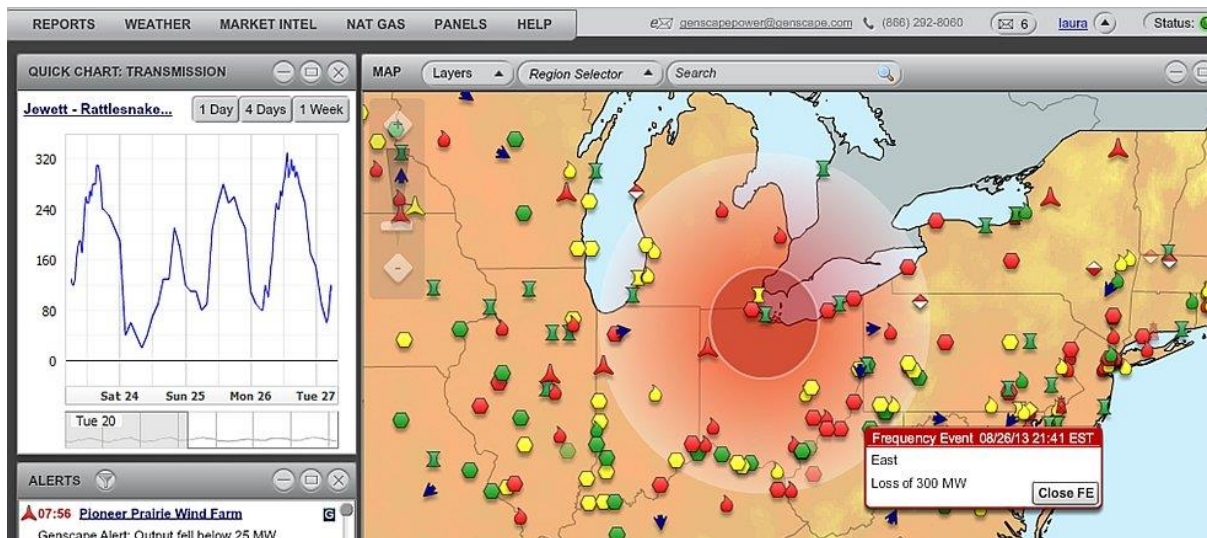 REPORTS WEATHER MARKET INTEL NAT GAS PANELS HELP genscapepower@genscape.com (866) 292-8060 6 laura Status:
QUICK CHART: TRANSMISSION
MAP Layers Region Selector Search
Jewett - Rattlesnake... 1 Day 4 Days 1 Week
320
240
160
80
0
Sat 24 Sun 25 Mon 26 Tue 27
Tue 20
Frequency Event 08/26/13 21:41 EST
East
Loss of 300 MW
Close FE
ALERTS
07:56 Pioneer Prairie Wind Farm G
Genscape Alert: Output fell below 25 MW